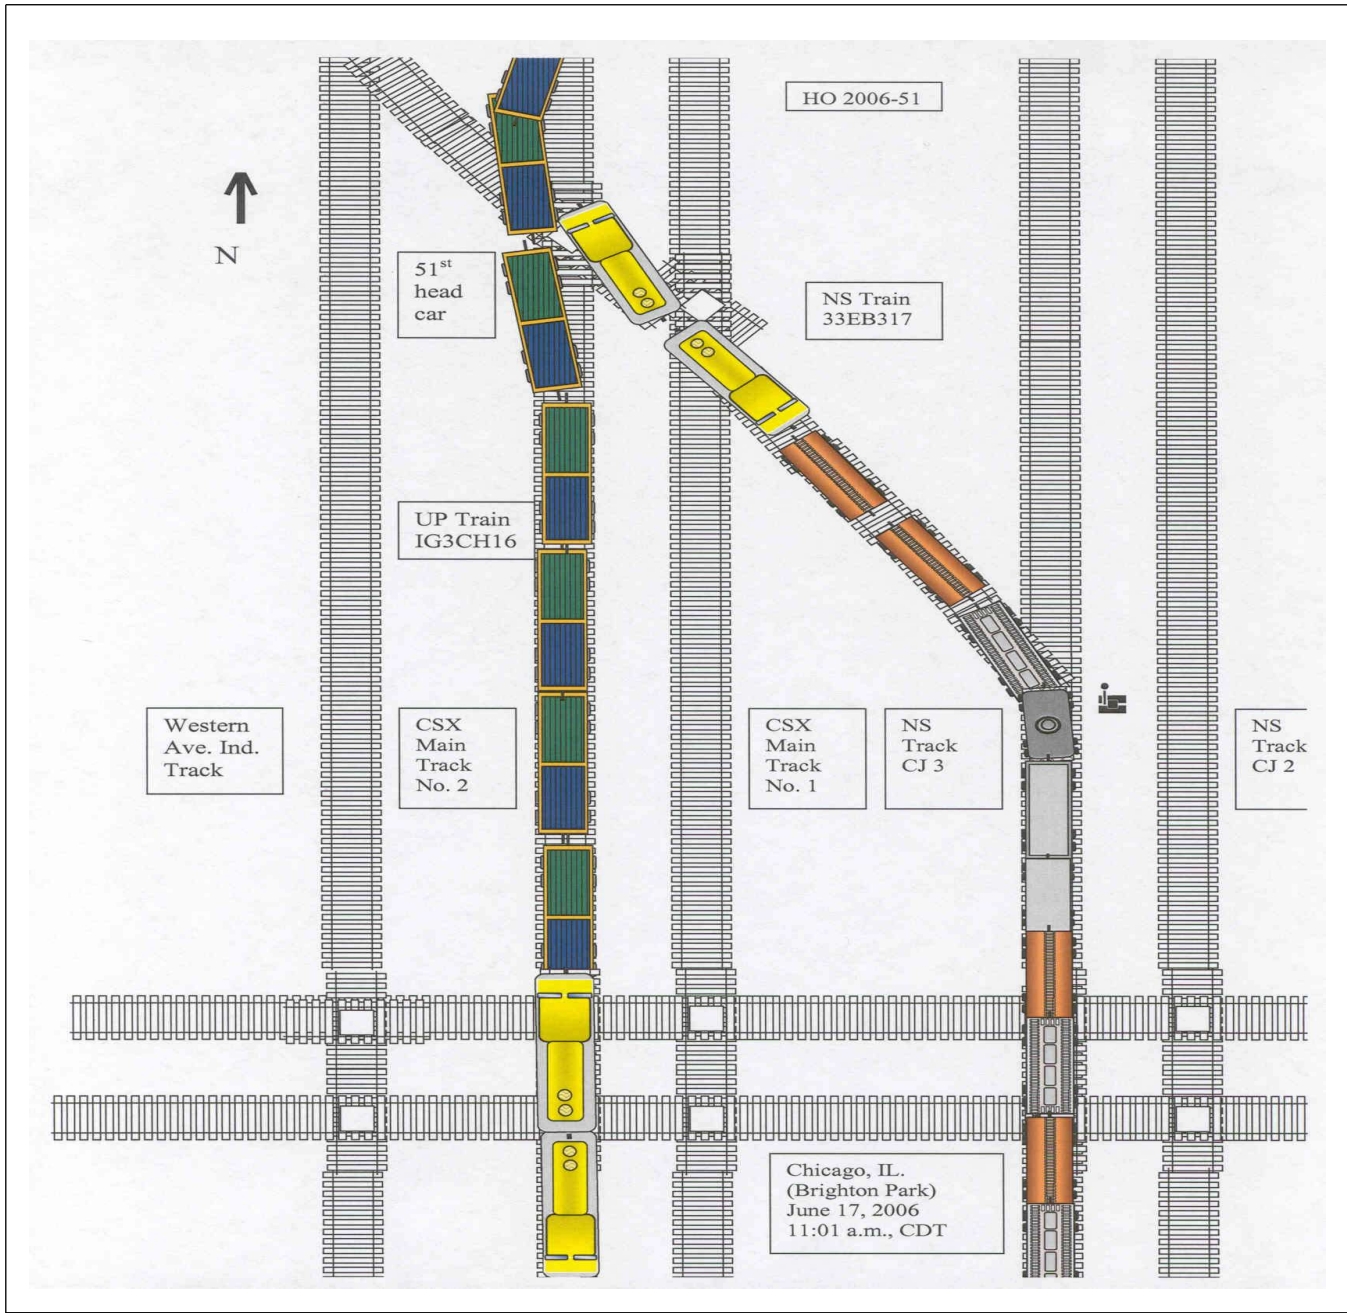 HO 2006-51
N
51st
head
car
NS Train
33EB317
UP Train
IG3CH16
Western
Ave. Ind.
Track
CSX
Main
Track
No. 2
CSX
Main
Track
No. 1
NS
Track
CJ 3
NS
Track
CJ 2
Chicago, IL.
(Brighton Park)
June 17, 2006
11:01 a.m., CDT